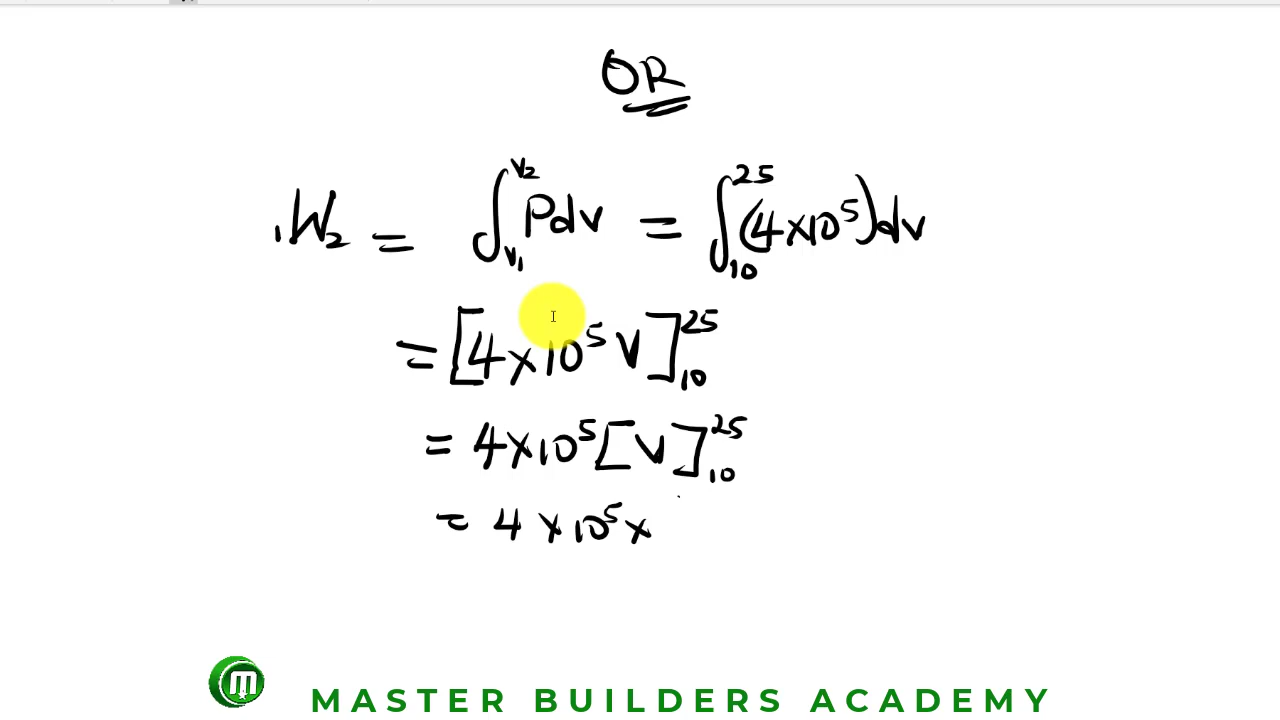 OR
₁W₂ = ∫_{V₁}^{V₂} Pdv = ∫_{10}^{25} (4×10⁵)dv
= [4×10⁵ V]_{10}^{25}
= 4×10⁵ [V]_{10}^{25}
= 4 × 10⁵ ×
MASTER BUILDERS ACADEMY